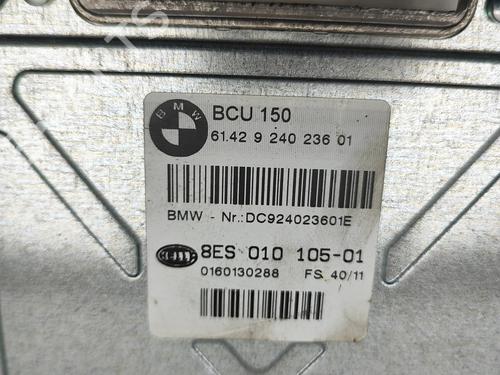 BMW
BCU 150
61.42 9 240 236 01
BMW - Nr.:DC924023601E
8ES 010 105-01
0160130288 FS 40/11